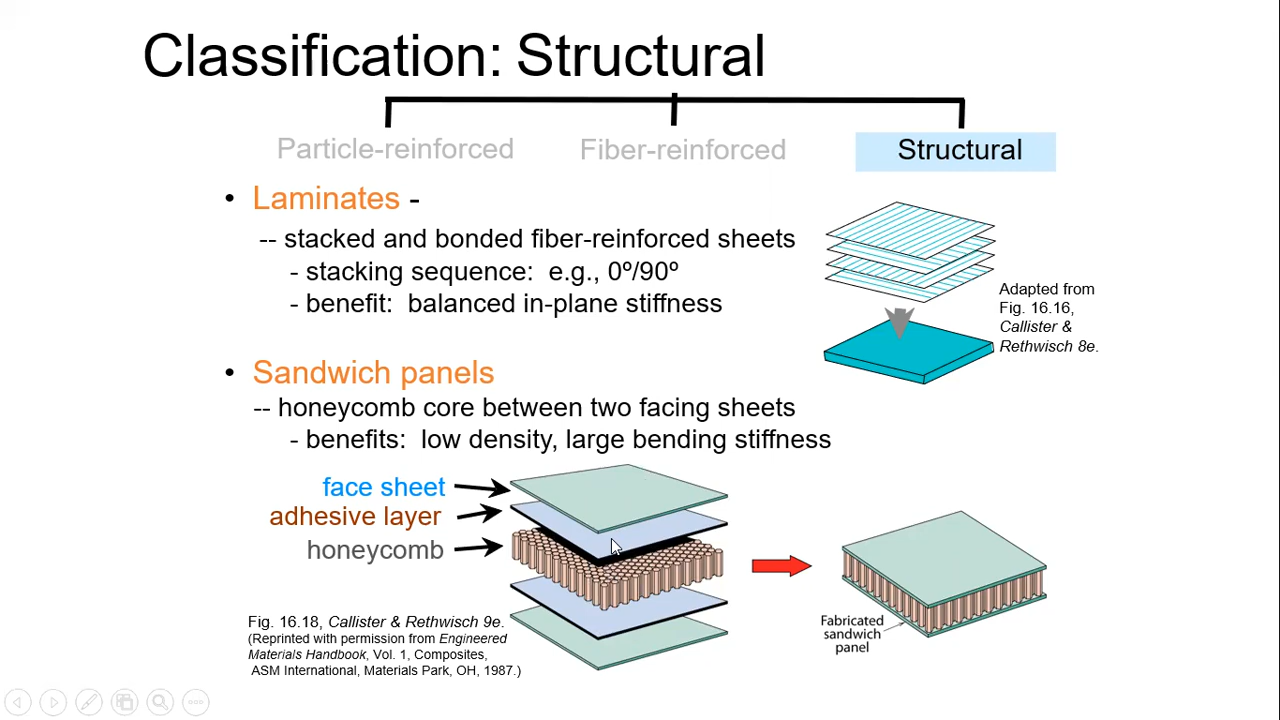 Classification: Structural
Particle-reinforced
Fiber-reinforced
Structural
• Laminates -
-- stacked and bonded fiber-reinforced sheets
- stacking sequence: e.g., 0º/90º
- benefit: balanced in-plane stiffness
Adapted from
Fig. 16.16,
Callister &
Rethwisch 8e.
• Sandwich panels
-- honeycomb core between two facing sheets
- benefits: low density, large bending stiffness
face sheet
adhesive layer
honeycomb
Fig. 16.18, Callister & Rethwisch 9e.
(Reprinted with permission from Engineered
Materials Handbook, Vol. 1, Composites,
ASM International, Materials Park, OH, 1987.)
Fabricated
sandwich
panel